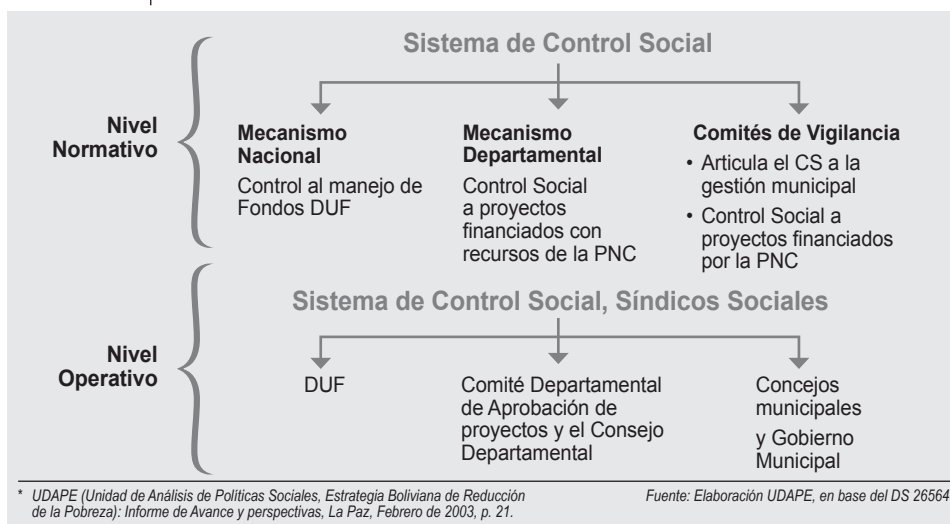 Sistema de Control Social
Nivel
Normativo
Mecanismo
Nacional
Control al manejo de
Fondos DUF
Mecanismo
Departamental
Control Social
a proyectos
financiados con
recursos de la PNC
Comités de Vigilancia
• Articula el CS a la
gestión municipal
• Control Social a
proyectos financiados
por la PNC
Sistema de Control Social, Síndicos Sociales
Nivel
Operativo
DUF
Comité Departamental
de Aprobación de
proyectos y el Consejo
Departamental
Concejos
municipales
y Gobierno
Municipal
* UDAPE (Unidad de Análisis de Políticas Sociales, Estrategia Boliviana de Reducción
de la Pobreza): Informe de Avance y perspectivas, La Paz, Febrero de 2003, p. 21.
Fuente: Elaboración UDAPE, en base del DS 26564